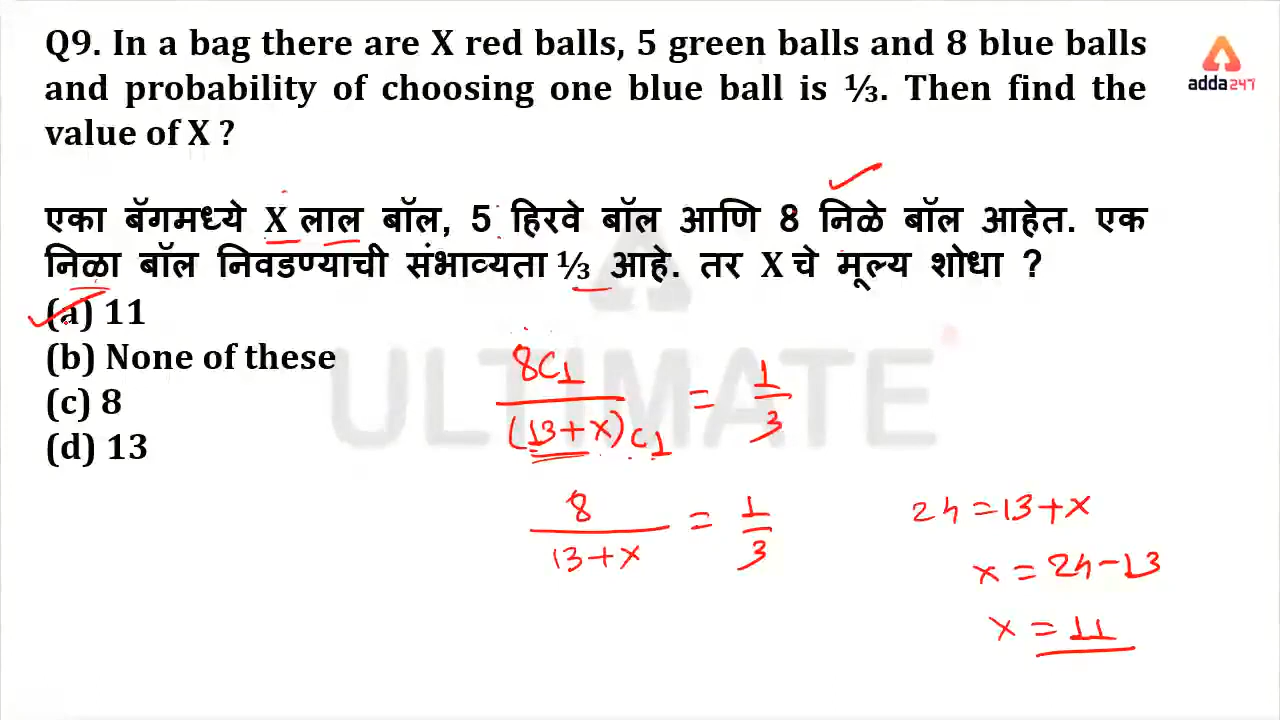 Q9. In a bag there are X red balls, 5 green balls and 8 blue balls
and probability of choosing one blue ball is ⅓. Then find the
value of X ?
adda247
एका बॅगमध्ये X लाल बॉल, 5 हिरवे बॉल आणि 8 निळे बॉल आहेत. एक
निळा बॉल निवडण्याची संभाव्यता ⅓ आहे. तर X चे मूल्य शोधा ?
(a) 11
(b) None of these
(c) 8
(d) 13
ULTIMATE
8C1
(13+x)C1
= 1/3
8
13+x
= 1/3
24 = 13+x
x = 24-13
x = 11